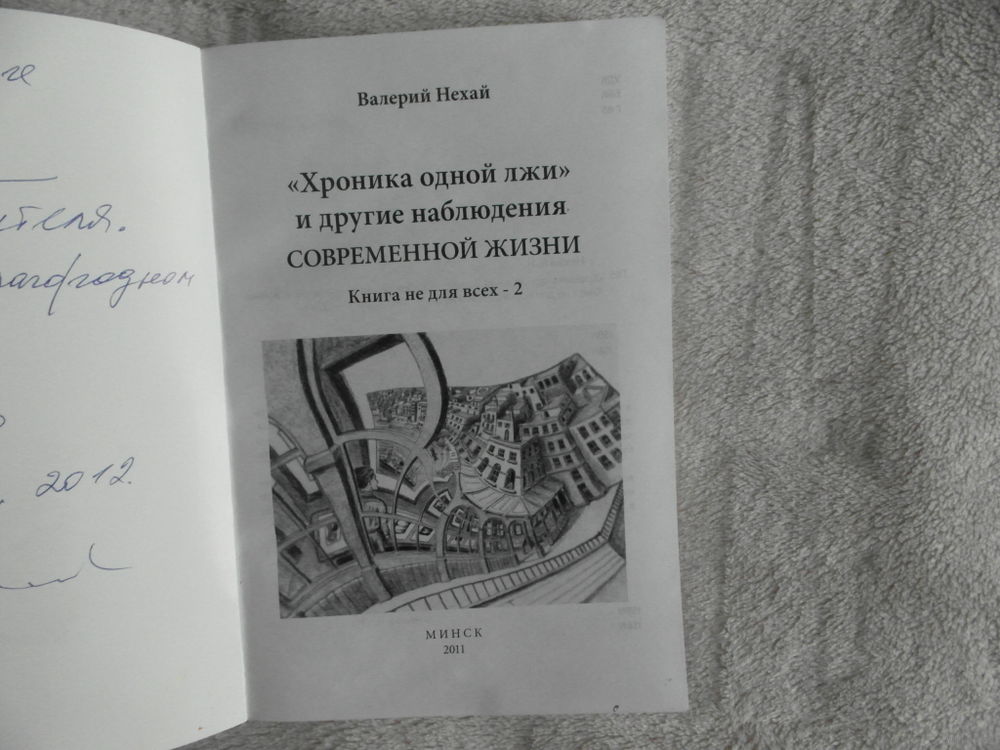 2012.
Валерий Нехай
«Хроника одной лжи»
и другие наблюдения
СОВРЕМЕННОЙ ЖИЗНИ
Книга не для всех - 2
МИНСК
2011